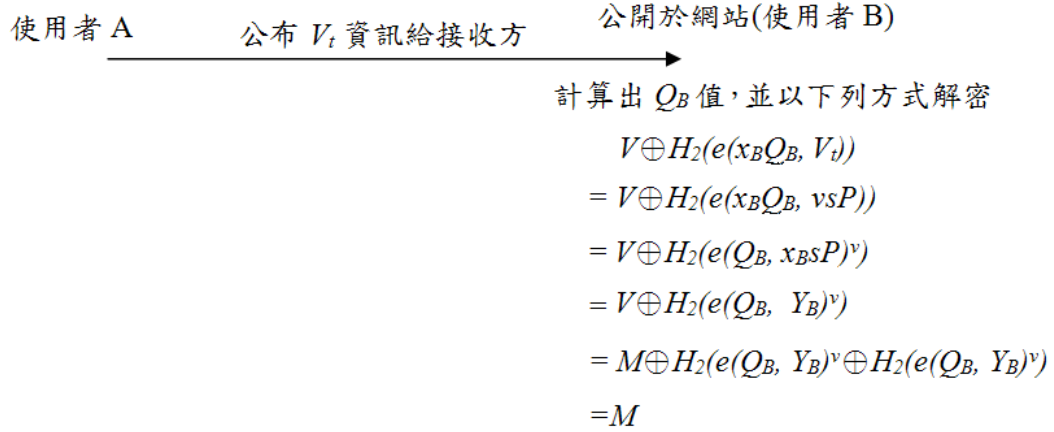 使用者 A
公布 Vt 資訊給接收方
公開於網站(使用者 B)
計算出 QB 值，並以下列方式解密
V⊕H2(e(xBQB, Vt))
= V⊕H2(e(xBQB, vsP))
= V⊕H2(e(QB, xBsP)^v)
= V⊕H2(e(QB, YB)^v)
= M⊕H2(e(QB, YB)^v⊕H2(e(QB, YB)^v)
=M